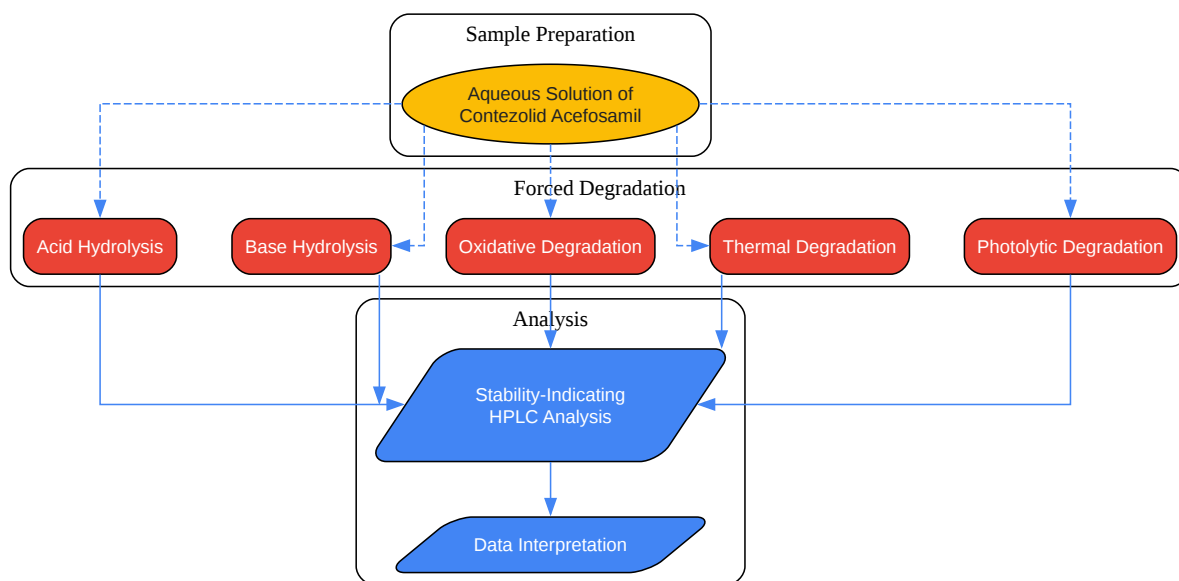 Sample Preparation
Aqueous Solution of
Contezolid Acefosamil
Forced Degradation
Acid Hydrolysis
Base Hydrolysis
Oxidative Degradation
Thermal Degradation
Photolytic Degradation
Analysis
Stability-Indicating
HPLC Analysis
Data Interpretation